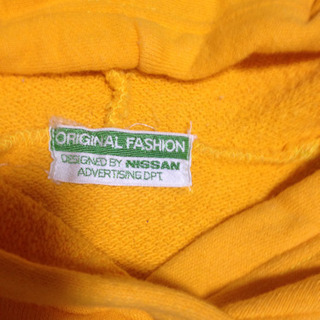 ORIGINAL FASHION
DESIGNED BY NISSAN
ADVERTISING DPT.